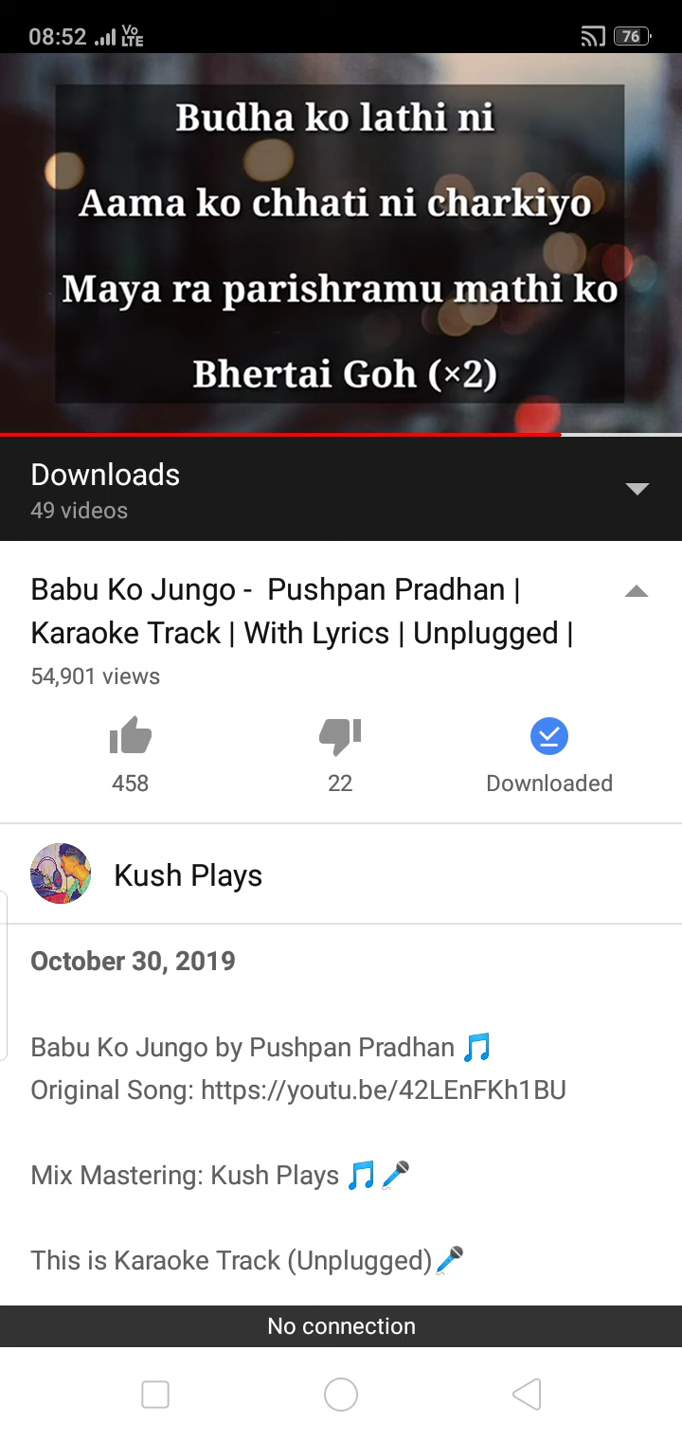 08:52 Vo LTE 76
Budha ko lathi ni
Aama ko chhati ni charkiyo
Maya ra parishramu mathi ko
Bhertai Goh (×2)
Downloads
49 videos
Babu Ko Jungo -  Pushpan Pradhan |
Karaoke Track | With Lyrics | Unplugged |
54,901 views
458 22 Downloaded
Kush Plays
October 30, 2019
Babu Ko Jungo by Pushpan Pradhan 🎵
Original Song: https://youtu.be/42LEnFKh1BU
Mix Mastering: Kush Plays 🎵🎤
This is Karaoke Track (Unplugged)🎤
No connection